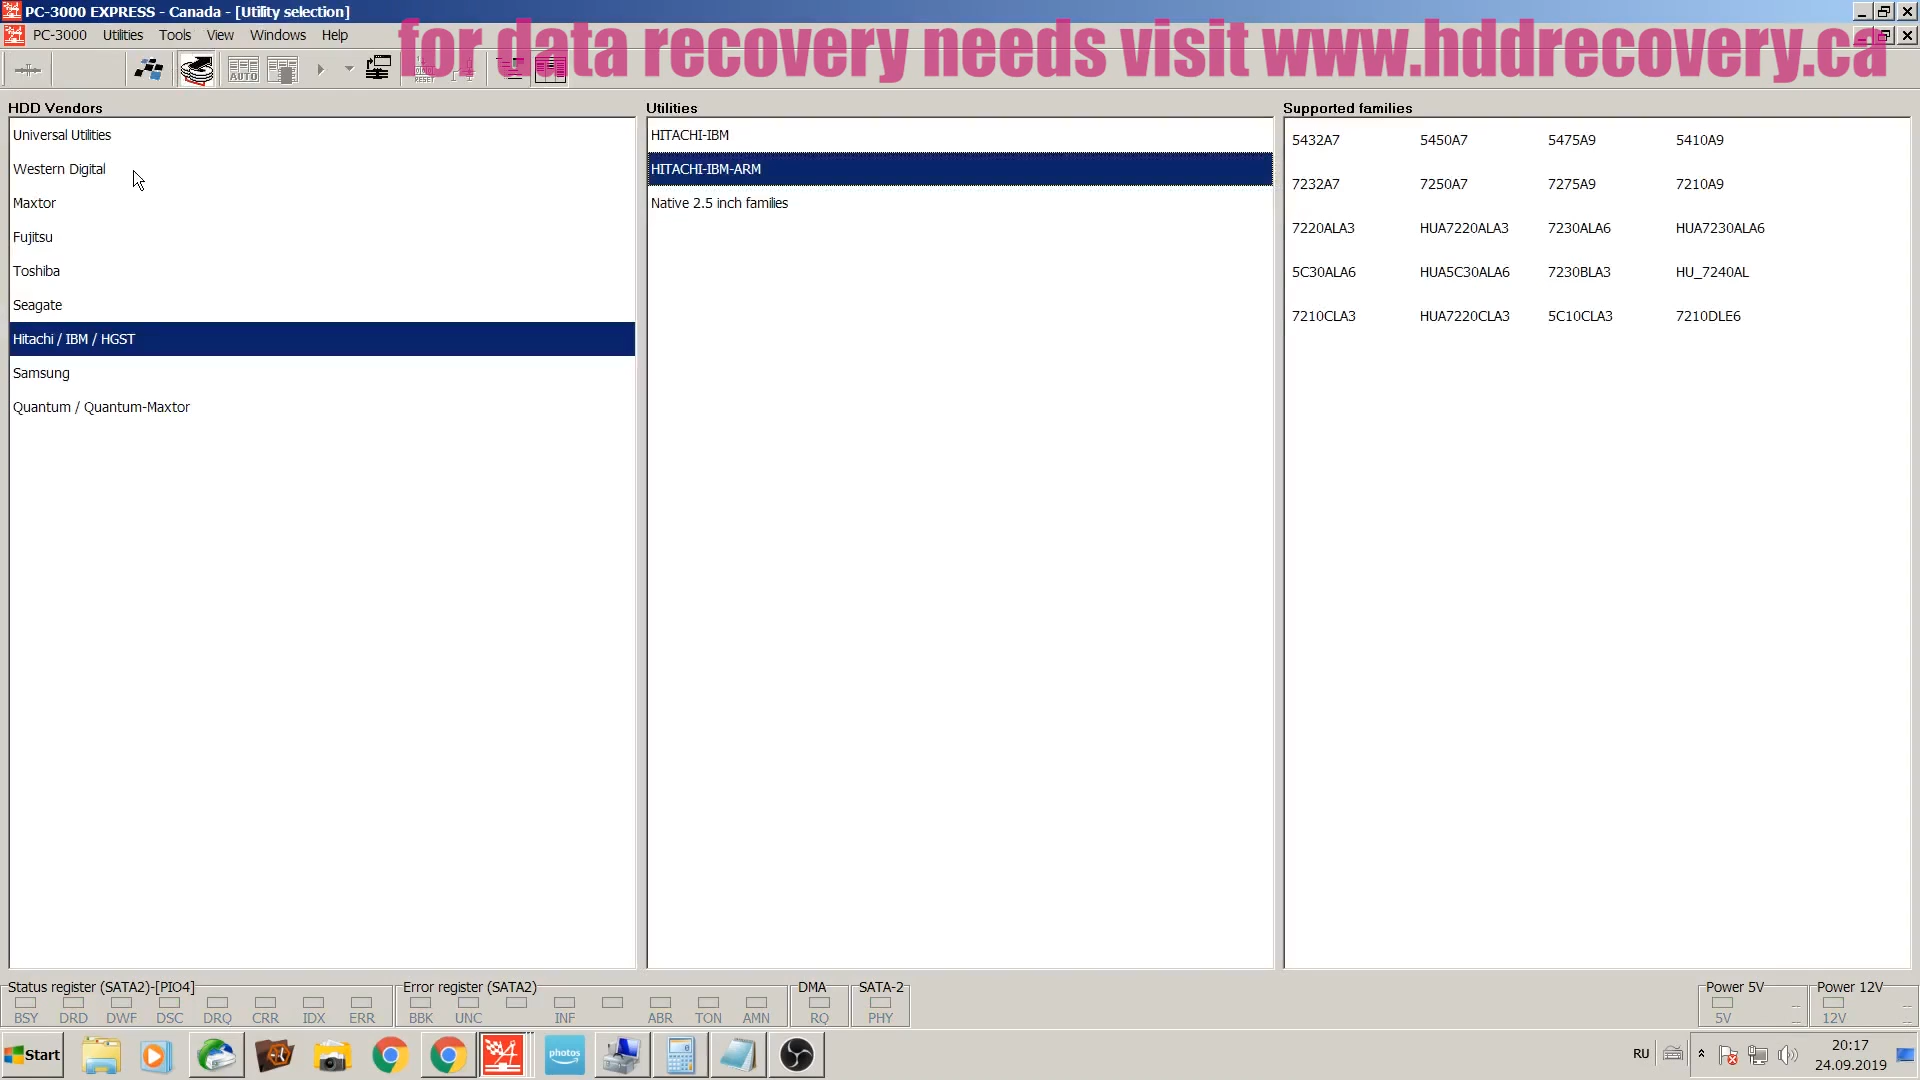 PC-3000 EXPRESS - Canada - [Utility selection]
PC-3000 Utilities Tools View Windows Help
for data recovery needs visit www.hddrecovery.ca
AUTO
RESET
HDD Vendors
Universal Utilities
Western Digital
Maxtor
Fujitsu
Toshiba
Seagate
Hitachi / IBM / HGST
Samsung
Quantum / Quantum-Maxtor
Utilities
HITACHI-IBM
HITACHI-IBM-ARM
Native 2.5 inch families
Supported families
5432A7 5450A7 5475A9 5410A9
7232A7 7250A7 7275A9 7210A9
7220ALA3 HUA7220ALA3 7230ALA6 HUA7230ALA6
5C30ALA6 HUA5C30ALA6 7230BLA3 HU_7240AL
7210CLA3 HUA7220CLA3 5C10CLA3 7210DLE6
Status register (SATA2)-[PIO4]
BSY DRD DWF DSC DRQ CRR IDX ERR
Error register (SATA2)
BBK UNC INF ABR TON AMN
DMA
RQ
SATA-2
PHY
Power 5V
5V --
Power 12V
12V --
Start
photos
RU
20:17
24.09.2019